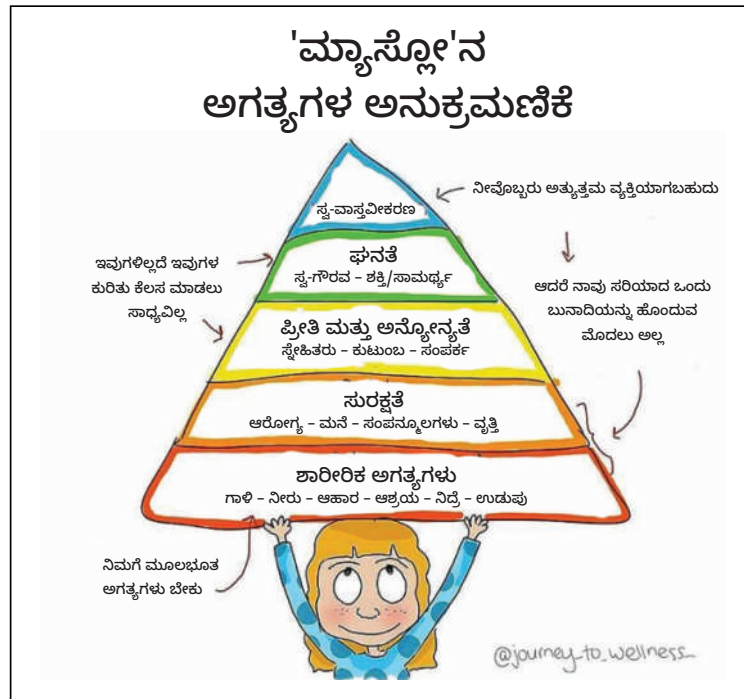 'ಮ್ಯಾಸ್ಲೋ'ನ
ಅಗತ್ಯಗಳ ಅನುಕ್ರಮಣಿಕೆ
ನೀವೊಬ್ಬರು ಅತ್ಯುತ್ತಮ ವ್ಯಕ್ತಿಯಾಗಬಹುದು
ಸ್ವ-ವಾಸ್ತವೀಕರಣ
ಘನತೆ
ಸ್ವ-ಗೌರವ – ಶಕ್ತಿ/ಸಾಮರ್ಥ್ಯ
ಇವುಗಳಿಲ್ಲದೆ ಇವುಗಳ
ಕುರಿತು ಕೆಲಸ ಮಾಡಲು
ಸಾಧ್ಯವಿಲ್ಲ
ಆದರೆ ನಾವು ಸರಿಯಾದ ಒಂದು
ಬುನಾದಿಯನ್ನು ಹೊಂದುವ
ಮೊದಲು ಅಲ್ಲ
ಪ್ರೀತಿ ಮತ್ತು ಅನ್ಯೋನ್ಯತೆ
ಸ್ನೇಹಿತರು – ಕುಟುಂಬ – ಸಂಪರ್ಕ
ಸುರಕ್ಷತೆ
ಆರೋಗ್ಯ – ಮನೆ – ಸಂಪನ್ಮೂಲಗಳು – ವೃತ್ತಿ
ಶಾರೀರಿಕ ಅಗತ್ಯಗಳು
ಗಾಳಿ – ನೀರು – ಆಹಾರ – ಆಶ್ರಯ – ನಿದ್ರೆ – ಉಡುಪು
ನಿಮಗೆ ಮೂಲಭೂತ
ಅಗತ್ಯಗಳು ಬೇಕು
@journey_to_wellness_